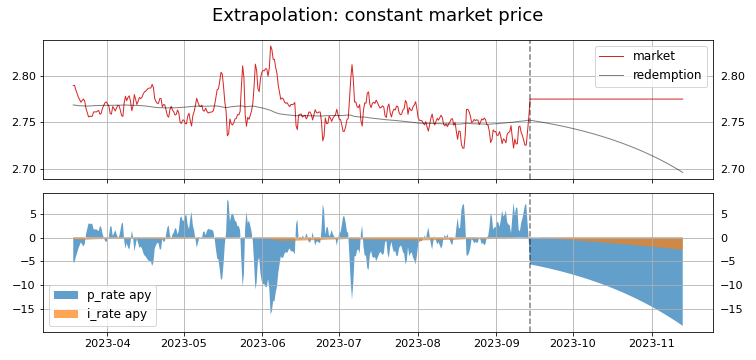 Extrapolation: constant market price
market
redemption
2.80
2.75
2.70
2.80
2.75
2.70
5
0
−5
−10
−15
5
0
−5
−10
−15
p_rate apy
i_rate apy
2023-04 2023-05 2023-06 2023-07 2023-08 2023-09 2023-10 2023-11